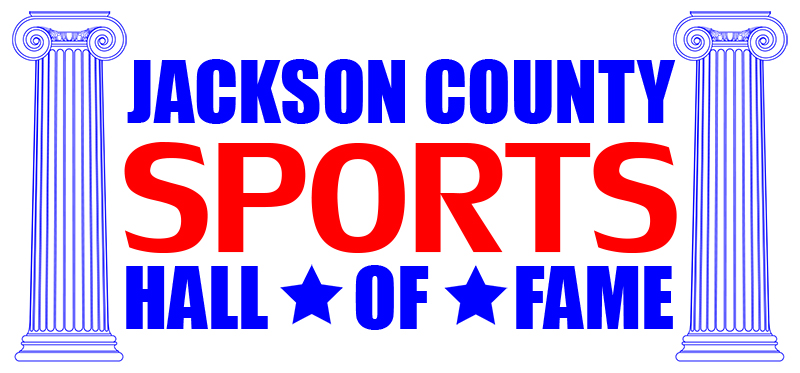 JACKSON COUNTY
SPORTS
HALL ★ OF ★ FAME